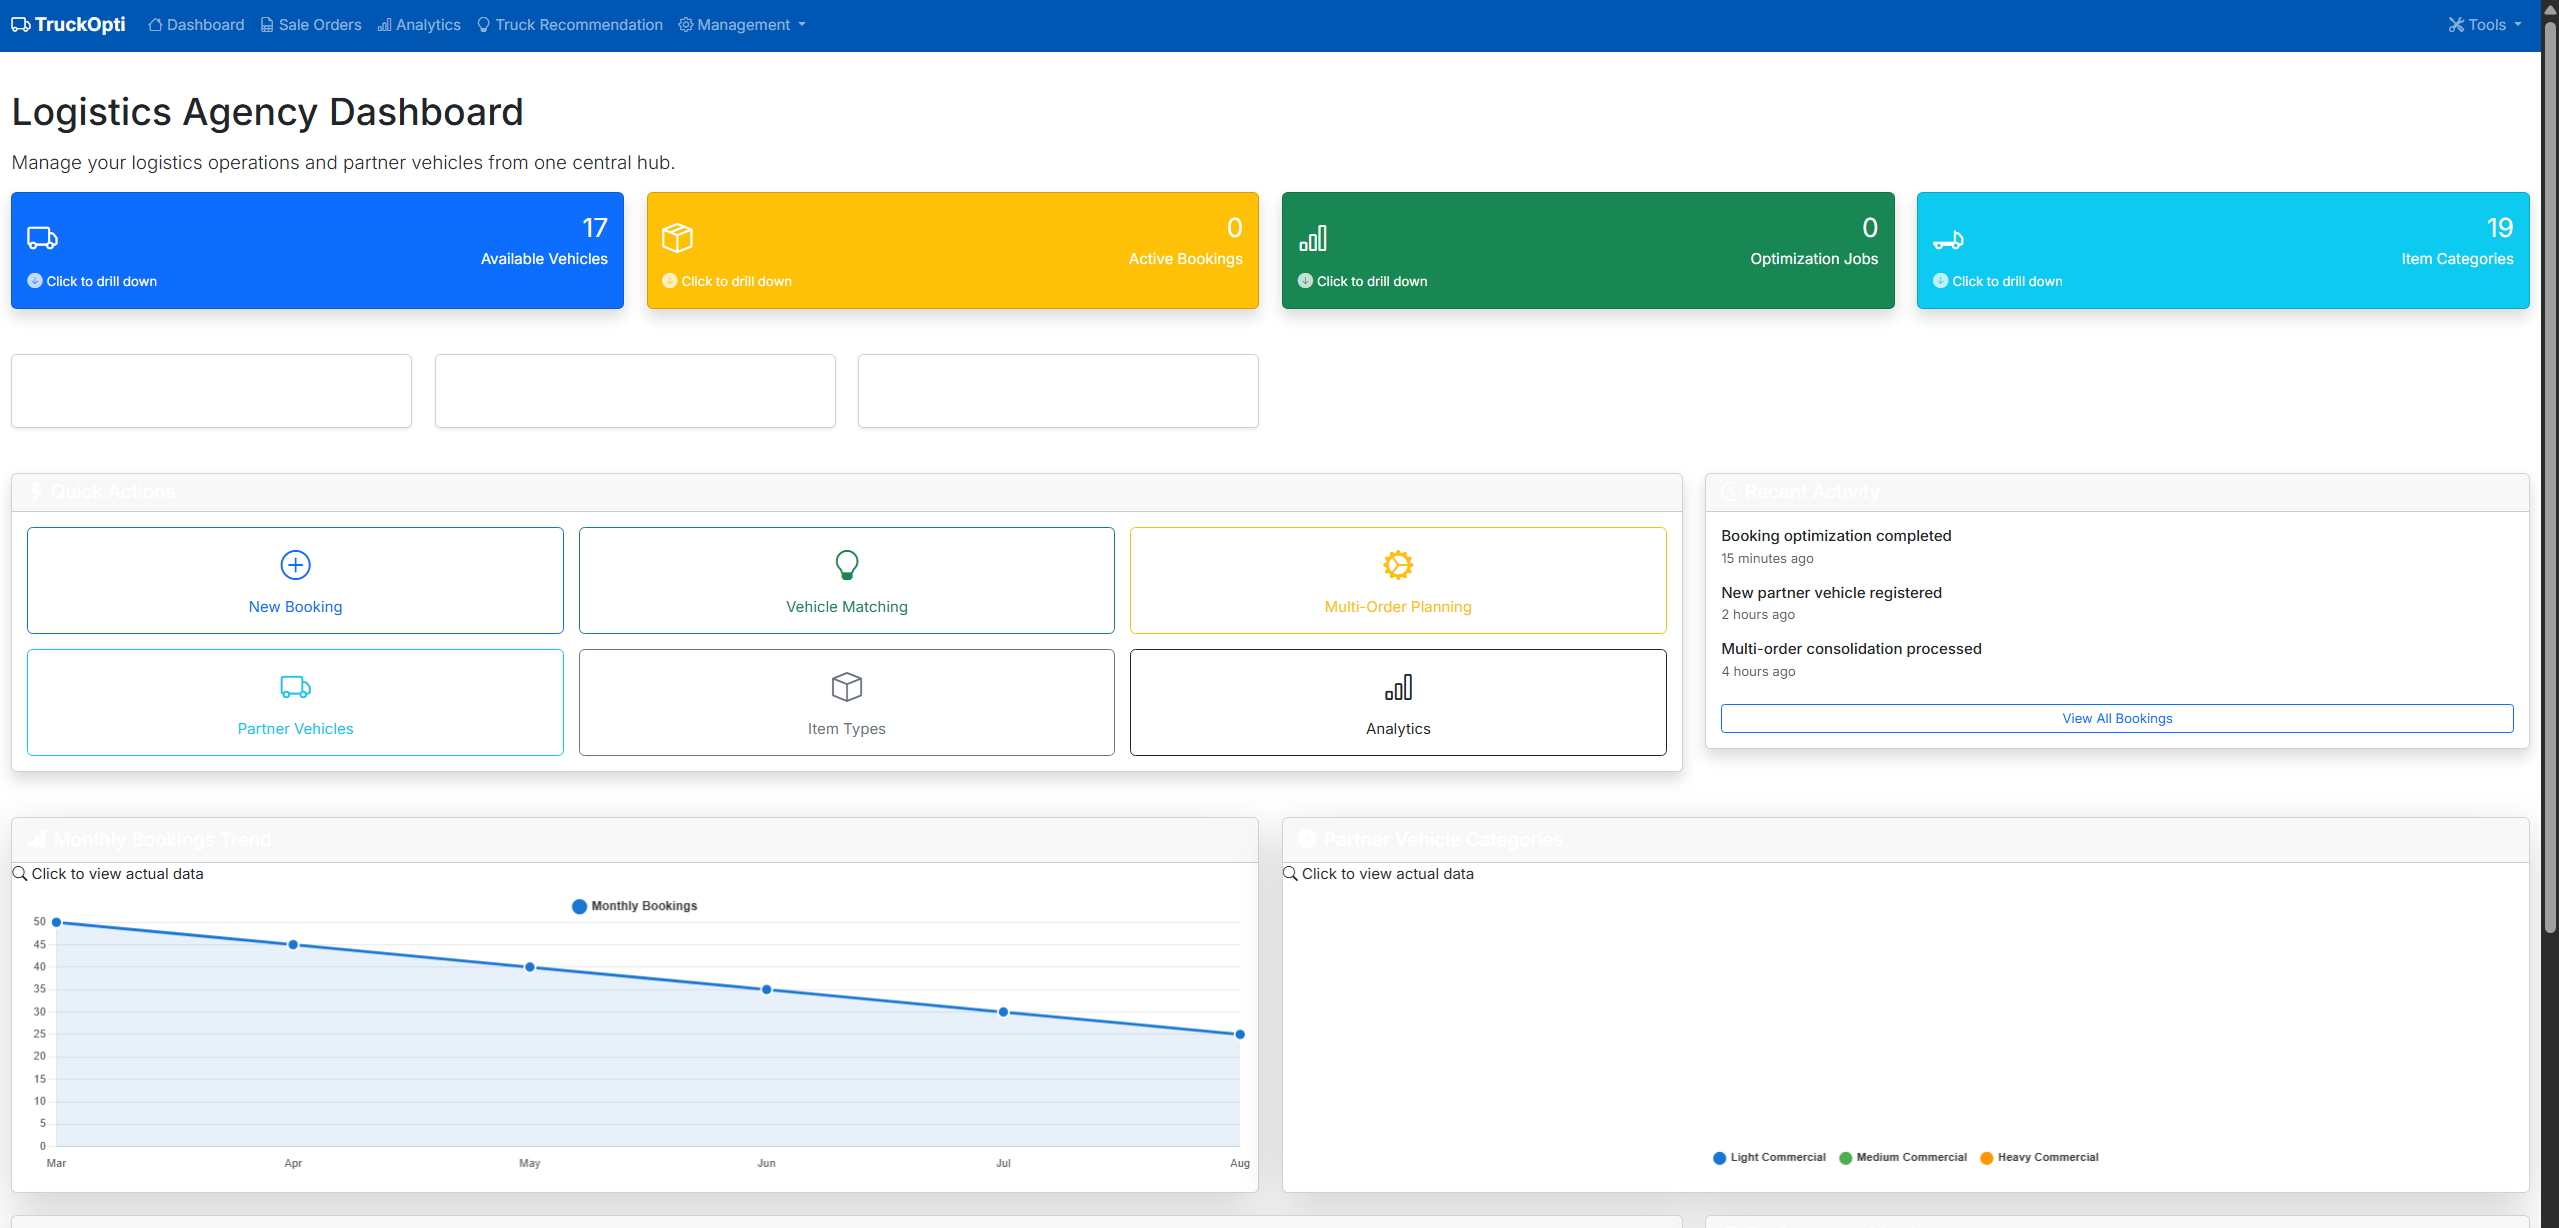 TruckOpti Dashboard Sale Orders Analytics Truck Recommendation Management Tools
Logistics Agency Dashboard
Manage your logistics operations and partner vehicles from one central hub.
17
Available Vehicles
Click to drill down
0
Active Bookings
Click to drill down
0
Optimization Jobs
Click to drill down
19
Item Categories
Click to drill down
Quick Actions
New Booking
Vehicle Matching
Multi-Order Planning
Partner Vehicles
Item Types
Analytics
Recent Activity
Booking optimization completed
15 minutes ago
New partner vehicle registered
2 hours ago
Multi-order consolidation processed
4 hours ago
View All Bookings
Monthly Bookings Trend
Click to view actual data
Monthly Bookings
50
45
40
35
30
25
20
15
10
5
0
Mar Apr May Jun Jul Aug
Partner Vehicle Categories
Click to view actual data
Light Commercial Medium Commercial Heavy Commercial